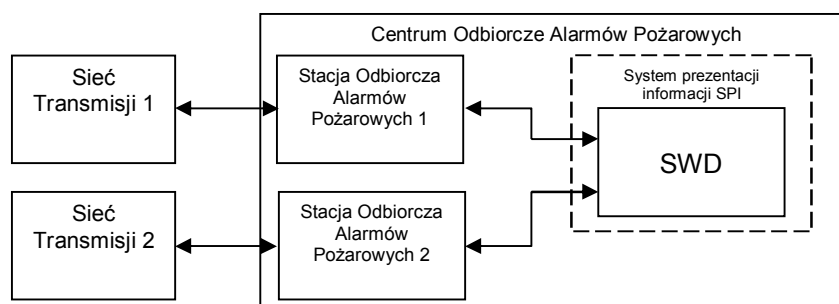 Centrum Odbiorcze Alarmów Pożarowych
Sieć
Transmisji 1
Stacja Odbiorcza
Alarmów
Pożarowych 1
System prezentacji
informacji SPI
SWD
Sieć
Transmisji 2
Stacja Odbiorcza
Alarmów
Pożarowych 2